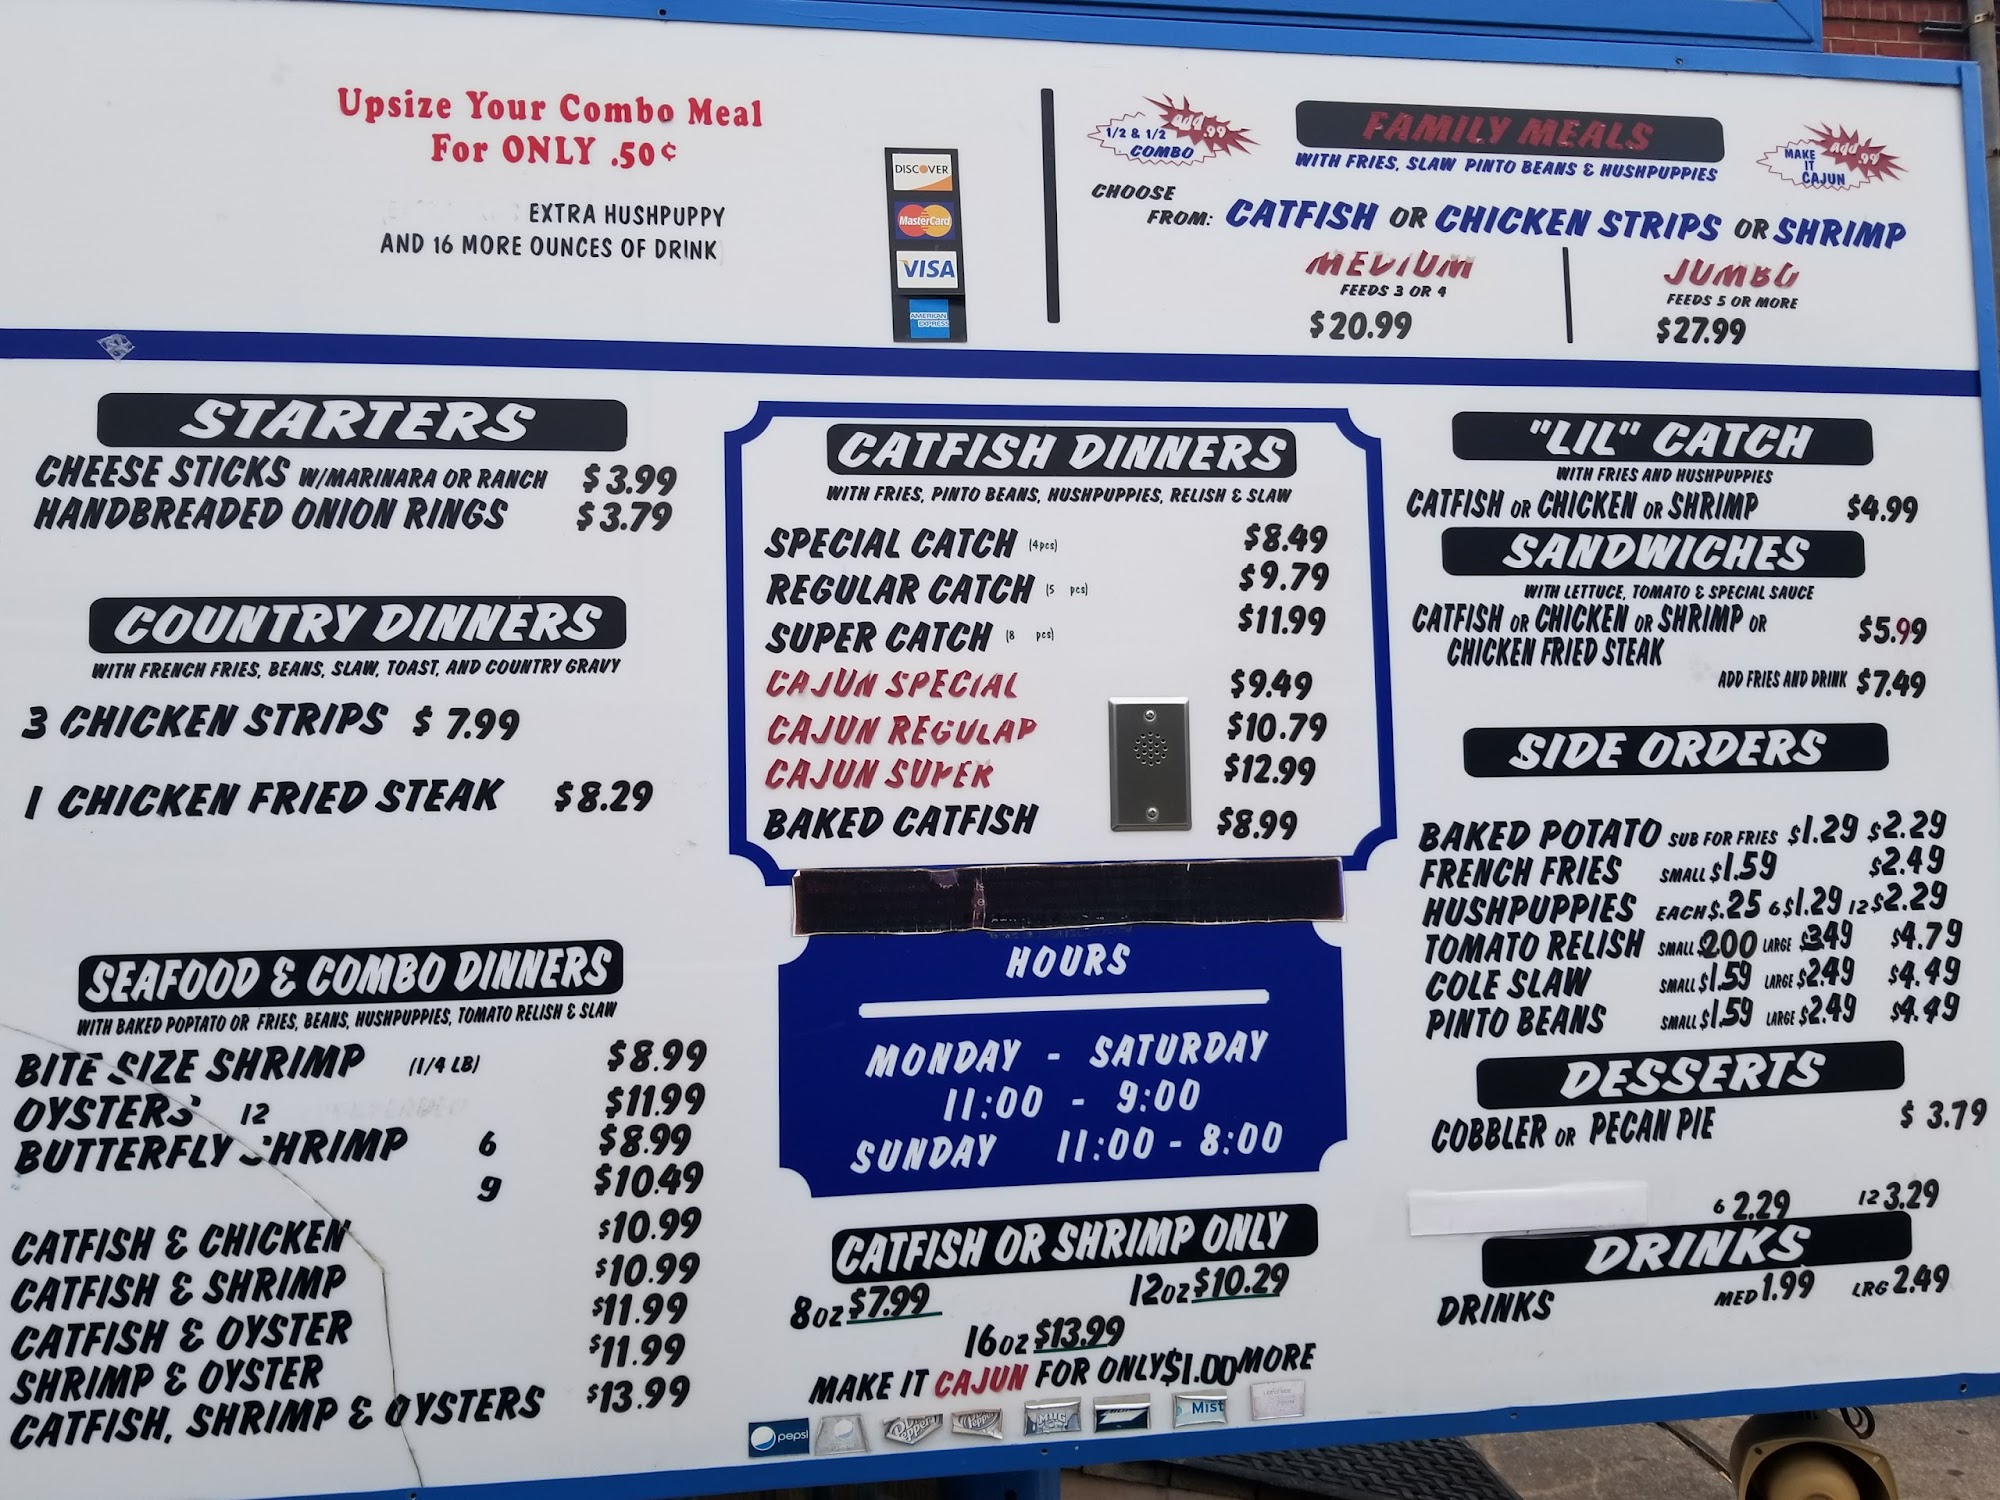 Upsize Your Combo Meal
For ONLY .50¢
EXTRA HUSHPUPPY
AND 16 MORE OUNCES OF DRINK
DISCOVER
MasterCard
VISA
AMERICAN EXPRESS
1/2 & 1/2 COMBO
add .99
FAMILY MEALS
WITH FRIES, SLAW PINTO BEANS & HUSHPUPPIES
MAKE IT CAJUN
add .99
CHOOSE FROM: CATFISH OR CHICKEN STRIPS OR SHRIMP
MEDIUM
FEEDS 3 OR 4
$20.99
JUMBO
FEEDS 5 OR MORE
$27.99
STARTERS
CHEESE STICKS W/MARINARA OR RANCH $3.99
HANDBREADED ONION RINGS $3.79
COUNTRY DINNERS
WITH FRENCH FRIES, BEANS, SLAW, TOAST, AND COUNTRY GRAVY
3 CHICKEN STRIPS $ 7.99
1 CHICKEN FRIED STEAK $8.29
SEAFOOD & COMBO DINNERS
WITH BAKED POPTATO OR FRIES, BEANS, HUSHPUPPIES, TOMATO RELISH & SLAW
BITE SIZE SHRIMP (1/4 LB) $8.99
OYSTERS 12 $11.99
BUTTERFLY SHRIMP 6 $8.99
9 $10.49
CATFISH & CHICKEN $10.99
CATFISH & SHRIMP $10.99
CATFISH & OYSTER $11.99
SHRIMP & OYSTER $11.99
CATFISH, SHRIMP & OYSTERS $13.99
CATFISH DINNERS
WITH FRIES, PINTO BEANS, HUSHPUPPIES, RELISH & SLAW
SPECIAL CATCH (4pcs) $8.49
REGULAR CATCH (5 pcs) $9.79
SUPER CATCH (8 pcs) $11.99
CAJUN SPECIAL $9.49
CAJUN REGULAR $10.79
CAJUN SUPER $12.99
BAKED CATFISH $8.99
HOURS
MONDAY - SATURDAY
11:00 - 9:00
SUNDAY 11:00 - 8:00
CATFISH OR SHRIMP ONLY
8OZ $7.99 12OZ $10.29
16OZ $13.99
MAKE IT CAJUN FOR ONLY $1.00 MORE
pepsi
Dr Pepper
Dr Pepper
MUG
Mist
"LIL" CATCH
WITH FRIES AND HUSHPUPPIES
CATFISH OR CHICKEN OR SHRIMP $4.99
SANDWICHES
WITH LETTUCE, TOMATO & SPECIAL SAUCE
CATFISH OR CHICKEN OR SHRIMP OR
CHICKEN FRIED STEAK $5.99
ADD FRIES AND DRINK $7.49
SIDE ORDERS
BAKED POTATO SUB FOR FRIES $1.29 $2.29
FRENCH FRIES SMALL $1.59 $2.49
HUSHPUPPIES EACH $.25 6 $1.29 12 $2.29
TOMATO RELISH SMALL $200 LARGE $349 $4.79
COLE SLAW SMALL $1.59 LARGE $2.49 $4.49
PINTO BEANS SMALL $1.59 LARGE $2.49 $4.49
DESSERTS
COBBLER OR PECAN PIE $ 3.79
6 2.29 12 3.29
DRINKS
DRINKS MED 1.99 LRG 2.49